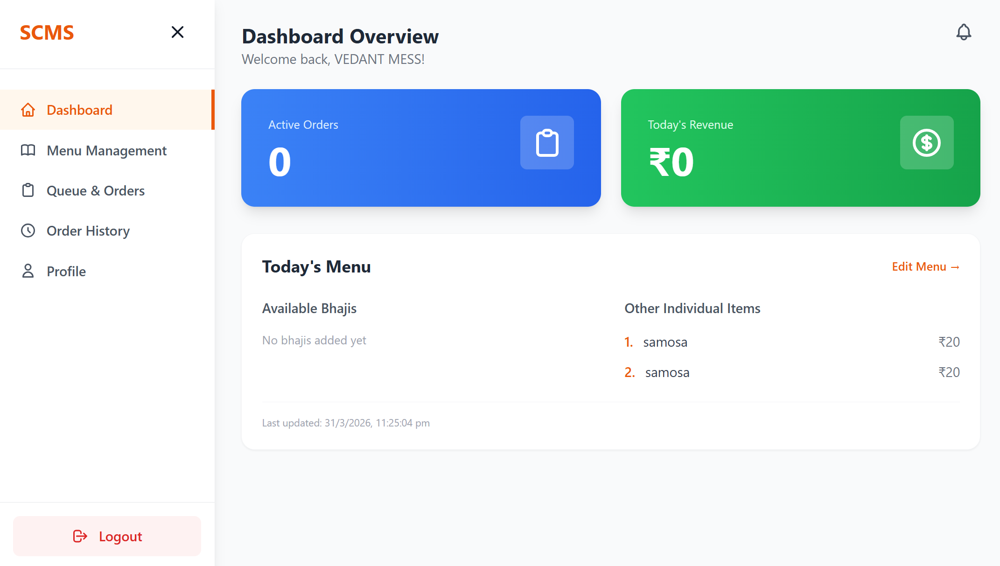 SCMS
Dashboard
Menu Management
Queue & Orders
Order History
Profile
Logout
Dashboard Overview
Welcome back, VEDANT MESS!
Active Orders
0
Today's Revenue
₹0
Today's Menu
Edit Menu →
Available Bhajis
No bhajis added yet
Other Individual Items
1. samosa ₹20
2. samosa ₹20
Last updated: 31/3/2026, 11:25:04 pm